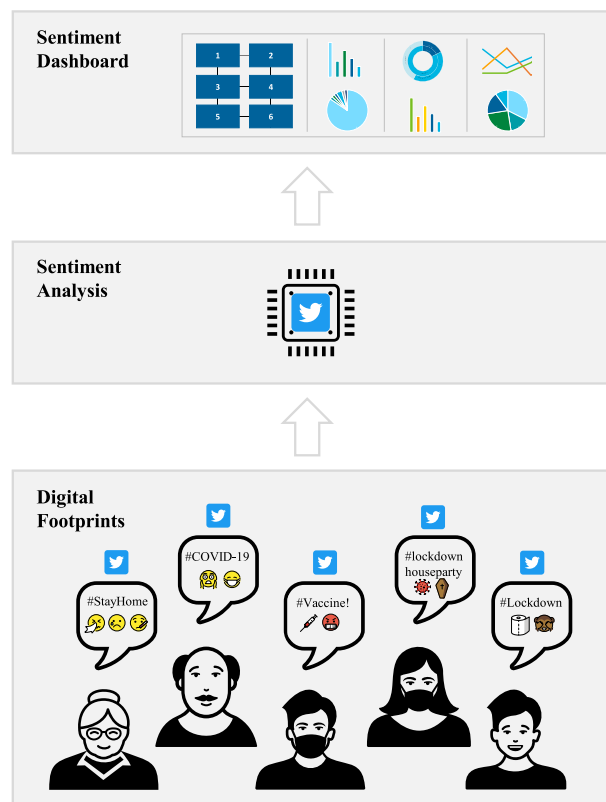 Sentiment
Dashboard
1 2
3 4
5 6
Sentiment
Analysis
Digital
Footprints
#COVID-19
#lockdown
houseparty
#StayHome
#Vaccine!
#Lockdown